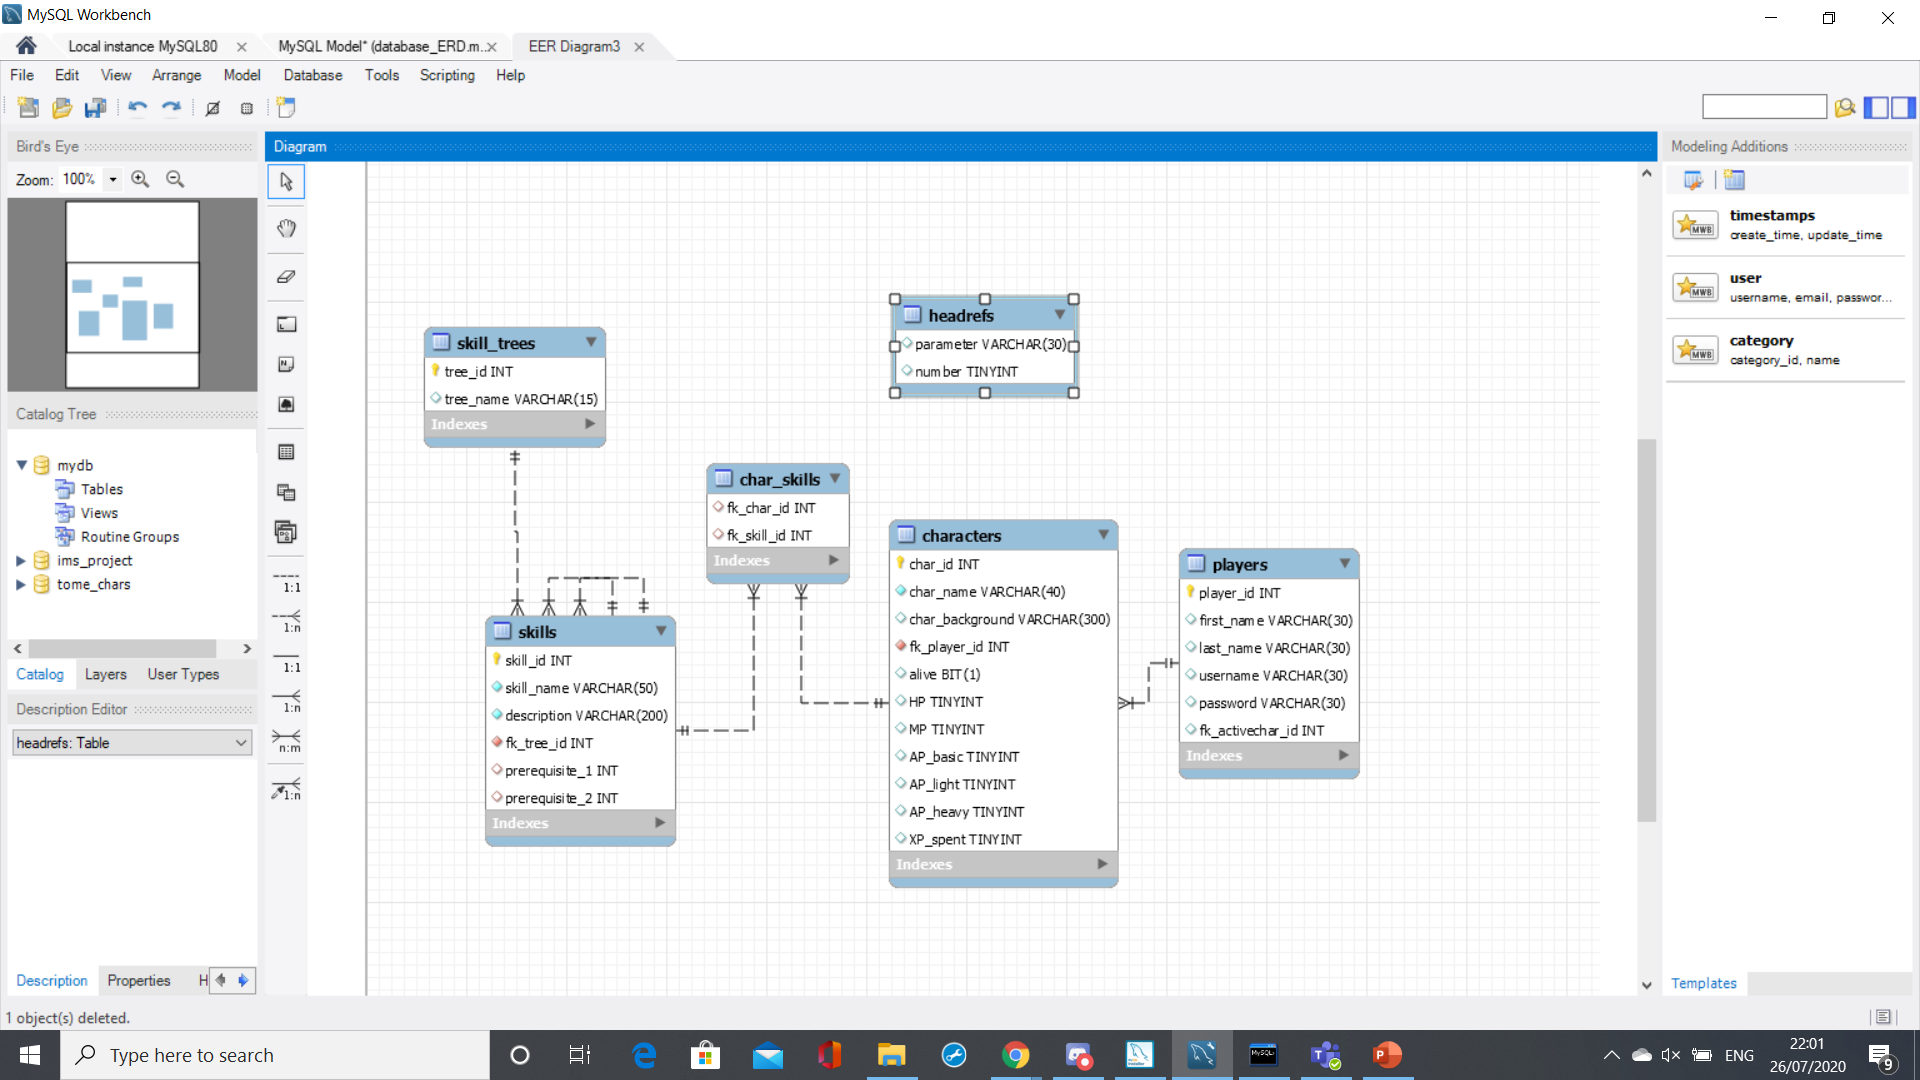 MySQL Workbench
Local instance MySQL80
MySQL Model* (database_ERD.m..
EER Diagram3
File Edit View Arrange Model Database Tools Scripting Help
Bird's Eye
Zoom: 100%
Catalog Tree
mydb
Tables
Views
Routine Groups
ims_project
tome_chars
Catalog Layers User Types
Description Editor
headrefs: Table
Description Properties H
1 object(s) deleted.
1:1
1:n
1:1
1:n
n:m
1:n
Diagram
skill_trees
tree_id INT
tree_name VARCHAR(15)
Indexes
headrefs
parameter VARCHAR(30)
number TINYINT
char_skills
fk_char_id INT
fk_skill_id INT
Indexes
skills
skill_id INT
skill_name VARCHAR(50)
description VARCHAR(200)
fk_tree_id INT
prerequisite_1 INT
prerequisite_2 INT
Indexes
characters
char_id INT
char_name VARCHAR(40)
char_background VARCHAR(300)
fk_player_id INT
alive BIT(1)
HP TINYINT
MP TINYINT
AP_basic TINYINT
AP_light TINYINT
AP_heavy TINYINT
XP_spent TINYINT
Indexes
players
player_id INT
first_name VARCHAR(30)
last_name VARCHAR(30)
username VARCHAR(30)
password VARCHAR(30)
fk_activechar_id INT
Indexes
Modeling Additions
MWB
timestamps
create_time, update_time
MWB
user
username, email, passwor...
MWB
category
category_id, name
Templates
Type here to search
ENG
22:01
26/07/2020
9